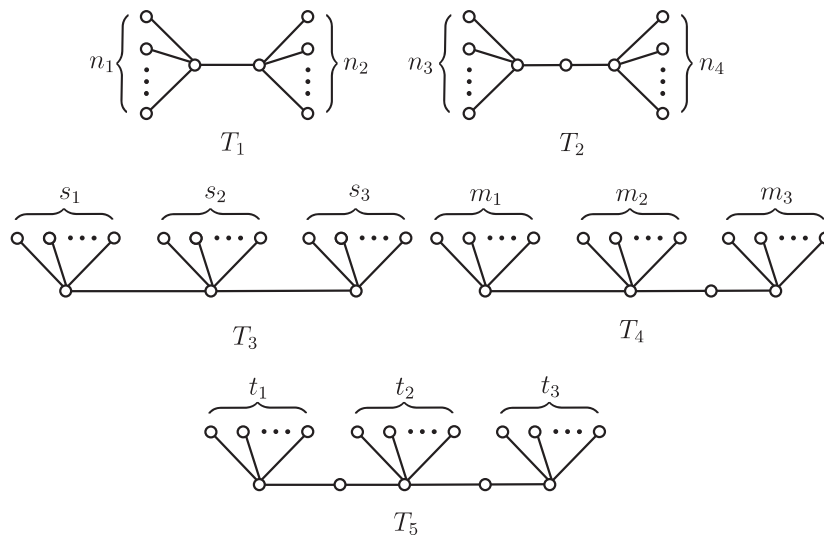 n₁ n₂ n₃ n₄
T₁ T₂
s₁ s₂ s₃ m₁ m₂ m₃
T₃ T₄
t₁ t₂ t₃
T₅